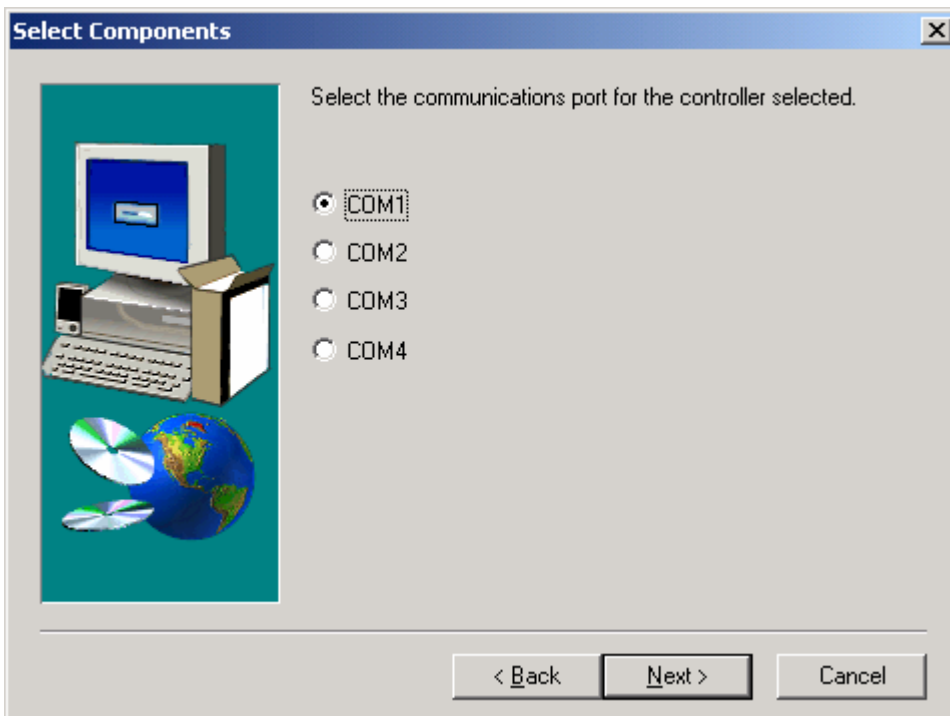 Select Components
Select the communications port for the controller selected.
COM1
COM2
COM3
COM4
< Back
Next >
Cancel